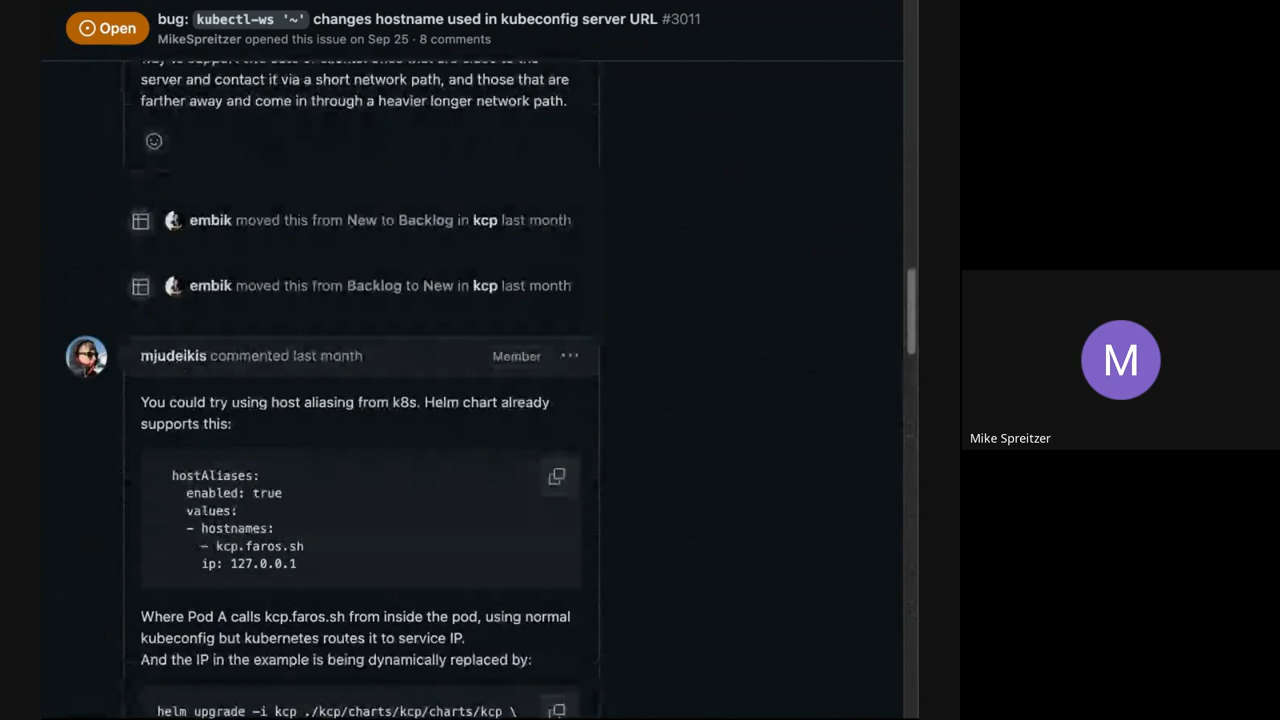 Open
bug: kubectl-ws '~' changes hostname used in kubeconfig server URL #3011
MikeSpreitzer opened this issue on Sep 25 · 8 comments
server and contact it via a short network path, and those that are
farther away and come in through a heavier longer network path.
embik moved this from New to Backlog in kcp last month
embik moved this from Backlog to New in kcp last month
mjudeikis commented last month
Member
You could try using host aliasing from k8s. Helm chart already
supports this:
hostAliases:
enabled: true
values:
- hostnames:
- kcp.faros.sh
ip: 127.0.0.1
Where Pod A calls kcp.faros.sh from inside the pod, using normal
kubeconfig but kubernetes routes it to service IP.
And the IP in the example is being dynamically replaced by:
helm upgrade -i kcp ./kcp/charts/kcp/charts/kcp \
M
Mike Spreitzer